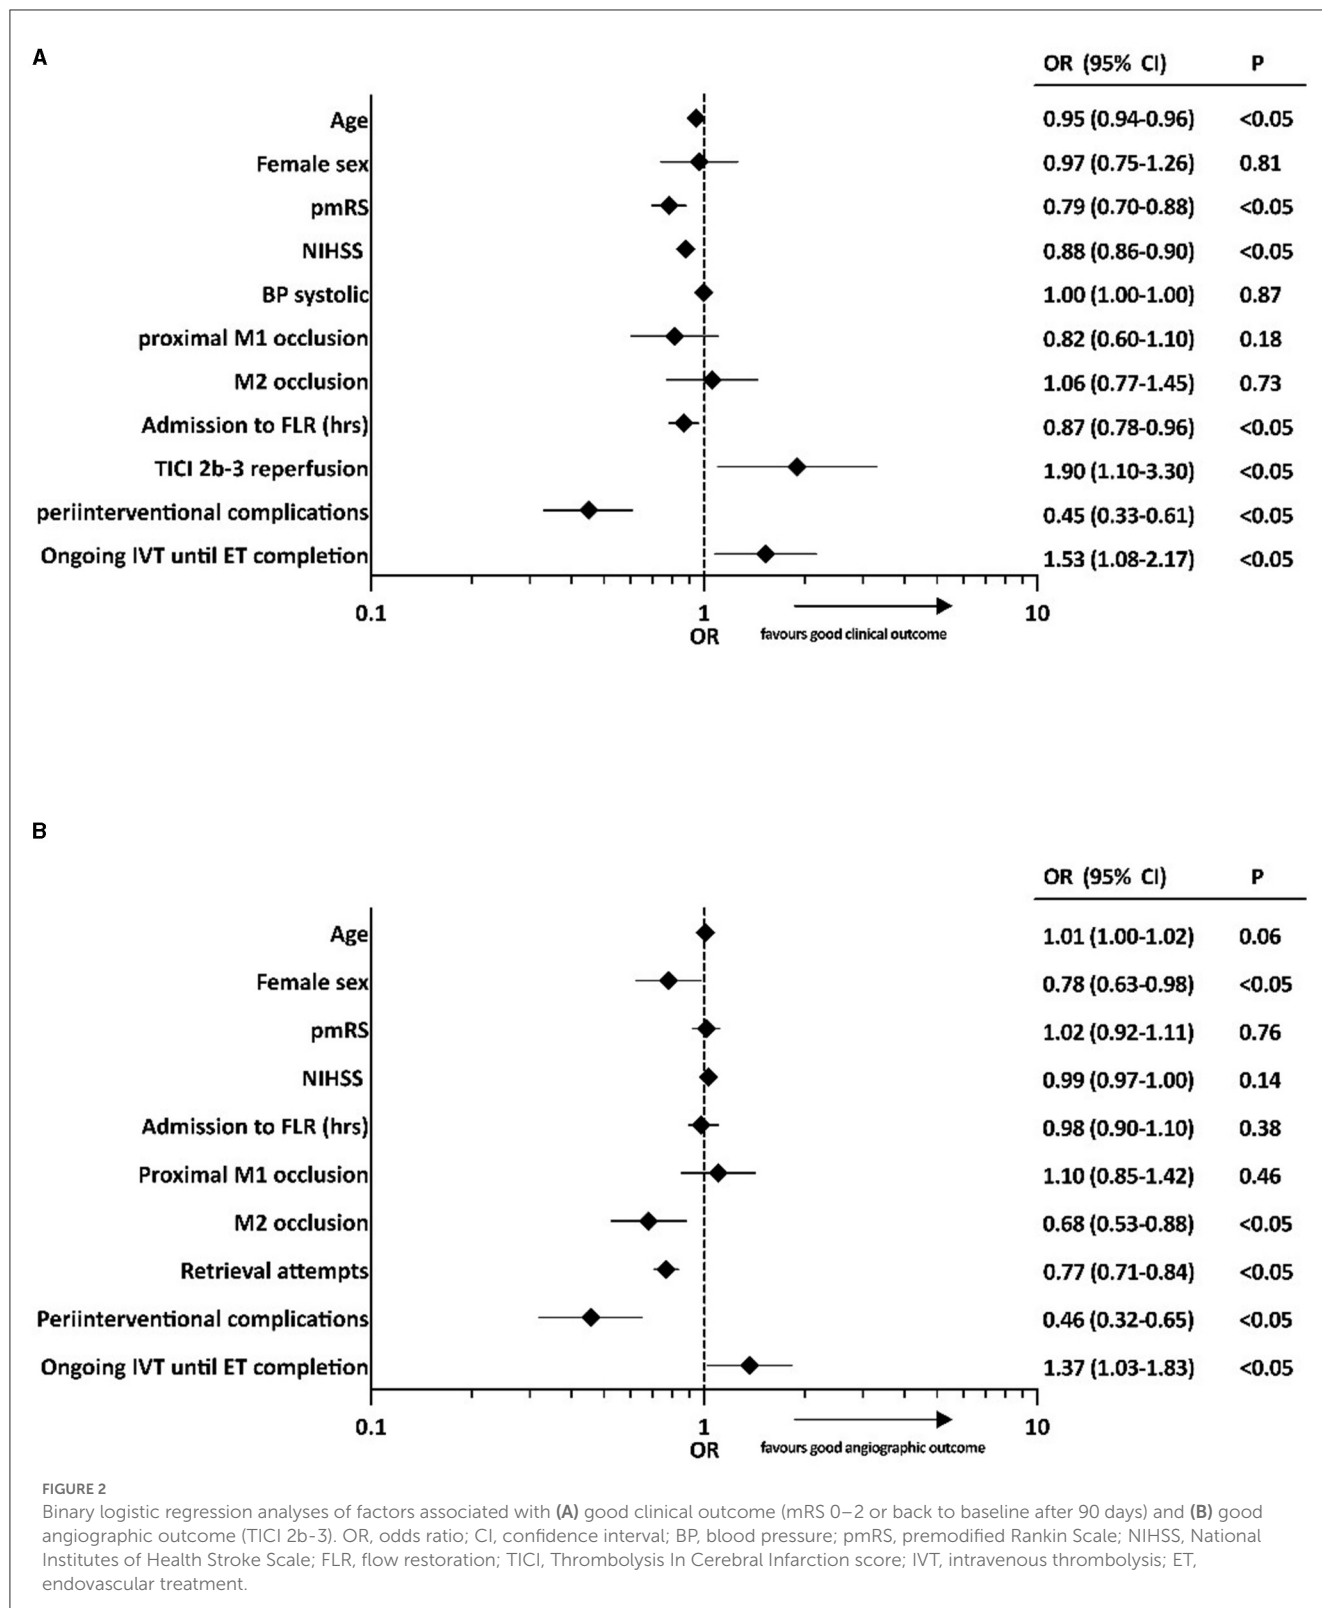 A
OR (95% CI) P
Age 0.95 (0.94-0.96) <0.05
Female sex 0.97 (0.75-1.26) 0.81
pmRS 0.79 (0.70-0.88) <0.05
NIHSS 0.88 (0.86-0.90) <0.05
BP systolic 1.00 (1.00-1.00) 0.87
proximal M1 occlusion 0.82 (0.60-1.10) 0.18
M2 occlusion 1.06 (0.77-1.45) 0.73
Admission to FLR (hrs) 0.87 (0.78-0.96) <0.05
TICI 2b-3 reperfusion 1.90 (1.10-3.30) <0.05
periinterventional complications 0.45 (0.33-0.61) <0.05
Ongoing IVT until ET completion 1.53 (1.08-2.17) <0.05
0.1 1 10
OR favours good clinical outcome
B
OR (95% CI) P
Age 1.01 (1.00-1.02) 0.06
Female sex 0.78 (0.63-0.98) <0.05
pmRS 1.02 (0.92-1.11) 0.76
NIHSS 0.99 (0.97-1.00) 0.14
Admission to FLR (hrs) 0.98 (0.90-1.10) 0.38
Proximal M1 occlusion 1.10 (0.85-1.42) 0.46
M2 occlusion 0.68 (0.53-0.88) <0.05
Retrieval attempts 0.77 (0.71-0.84) <0.05
Periinterventional complications 0.46 (0.32-0.65) <0.05
Ongoing IVT until ET completion 1.37 (1.03-1.83) <0.05
0.1 1 10
OR favours good angiographic outcome
FIGURE 2
Binary logistic regression analyses of factors associated with (A) good clinical outcome (mRS 0–2 or back to baseline after 90 days) and (B) good
angiographic outcome (TICI 2b-3). OR, odds ratio; CI, confidence interval; BP, blood pressure; pmRS, premodified Rankin Scale; NIHSS, National
Institutes of Health Stroke Scale; FLR, flow restoration; TICI, Thrombolysis In Cerebral Infarction score; IVT, intravenous thrombolysis; ET,
endovascular treatment.